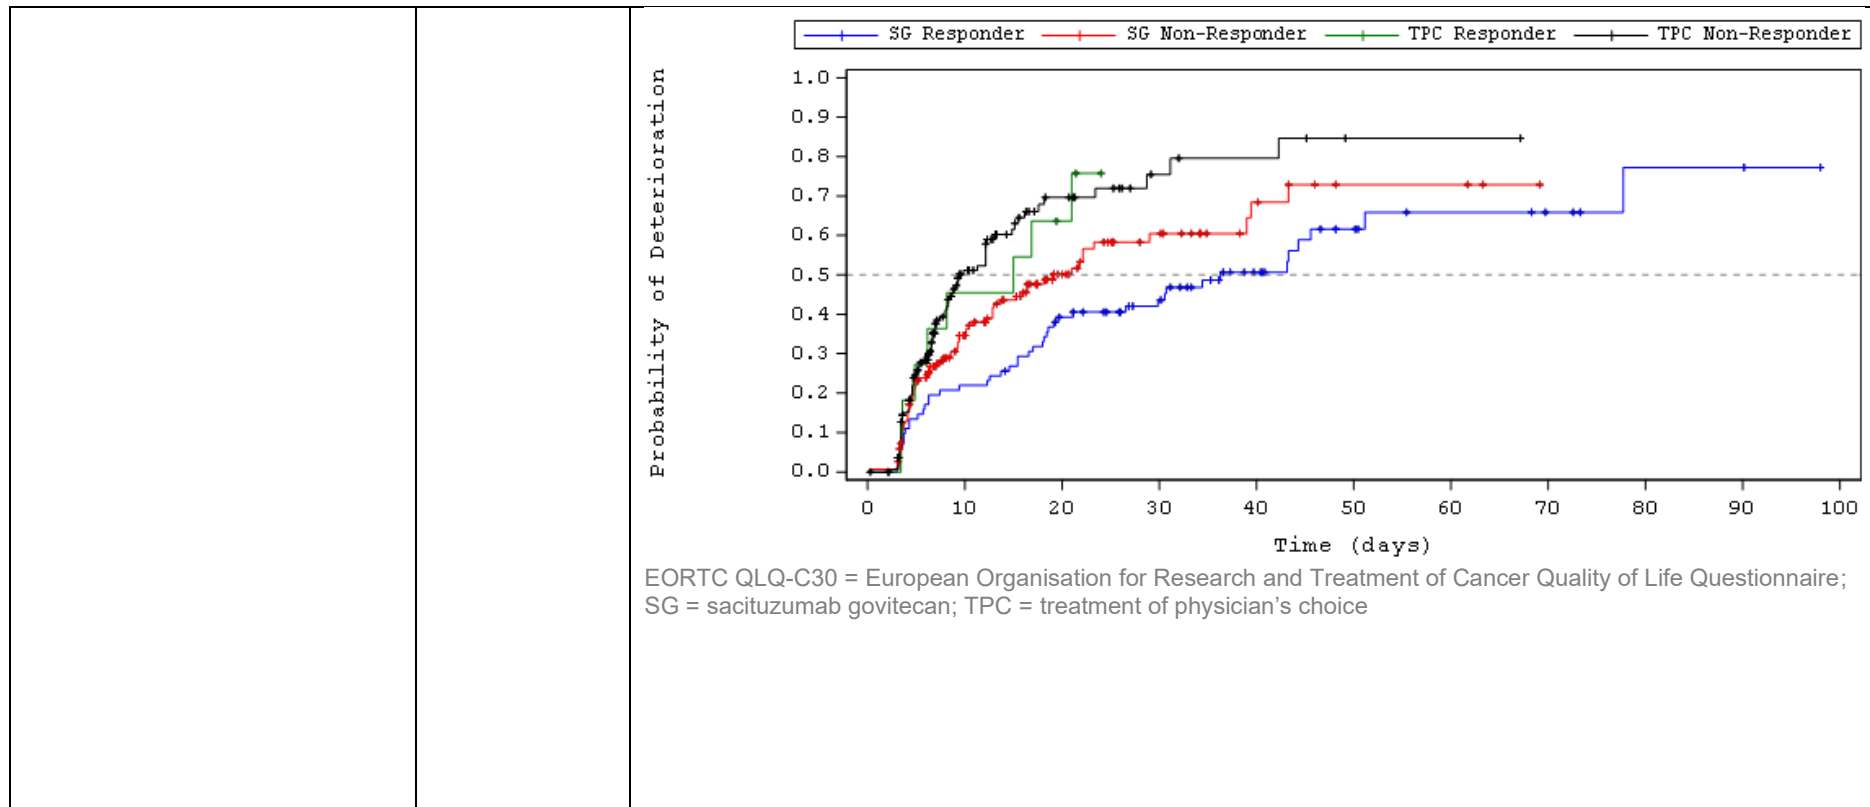 SG Responder SG Non-Responder TPC Responder TPC Non-Responder
Probability of Deterioration
1.0
0.9
0.8
0.7
0.6
0.5
0.4
0.3
0.2
0.1
0.0
0 10 20 30 40 50 60 70 80 90 100
Time (days)
EORTC QLQ-C30 = European Organisation for Research and Treatment of Cancer Quality of Life Questionnaire;
SG = sacituzumab govitecan; TPC = treatment of physician’s choice